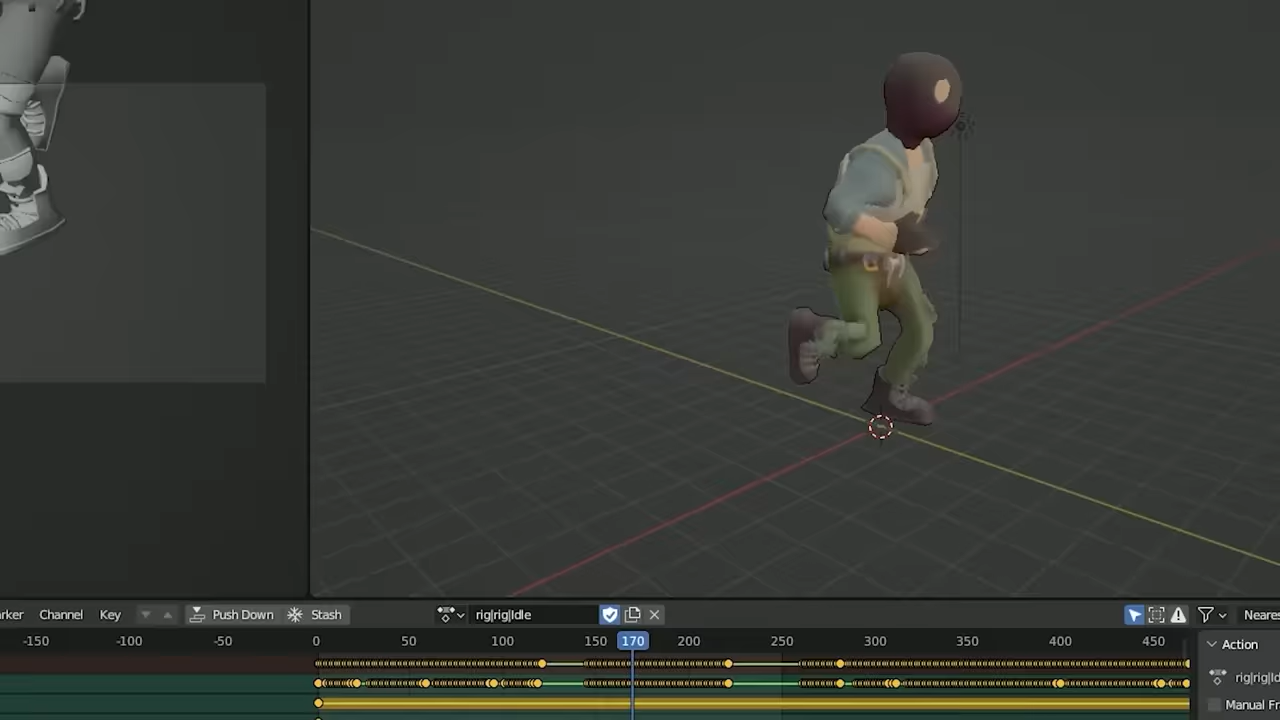 rker Channel Key Push Down Stash rig|rig|Idle Neares
-150 -100 -50 0 50 100 150 170 200 250 300 350 400 450
Action
rig|rig|Id
Manual Fr